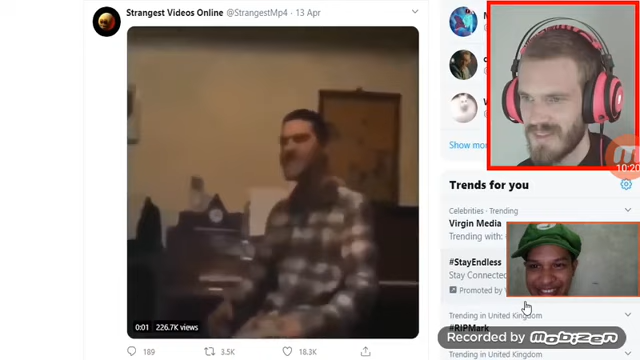 Strangest Videos Online @StrangestMp4 · 13 Apr
0:01 226.7K views
189 3.5K 18.3K
Show
10:20
Trends for you
Celebrities · Trending
Virgin Media
Trending with:
#StayEndless
Stay Connected
Promoted by
Trending in United Kingdom
#RIPMark
Recorded by mobizen
Trending in United Kingdom